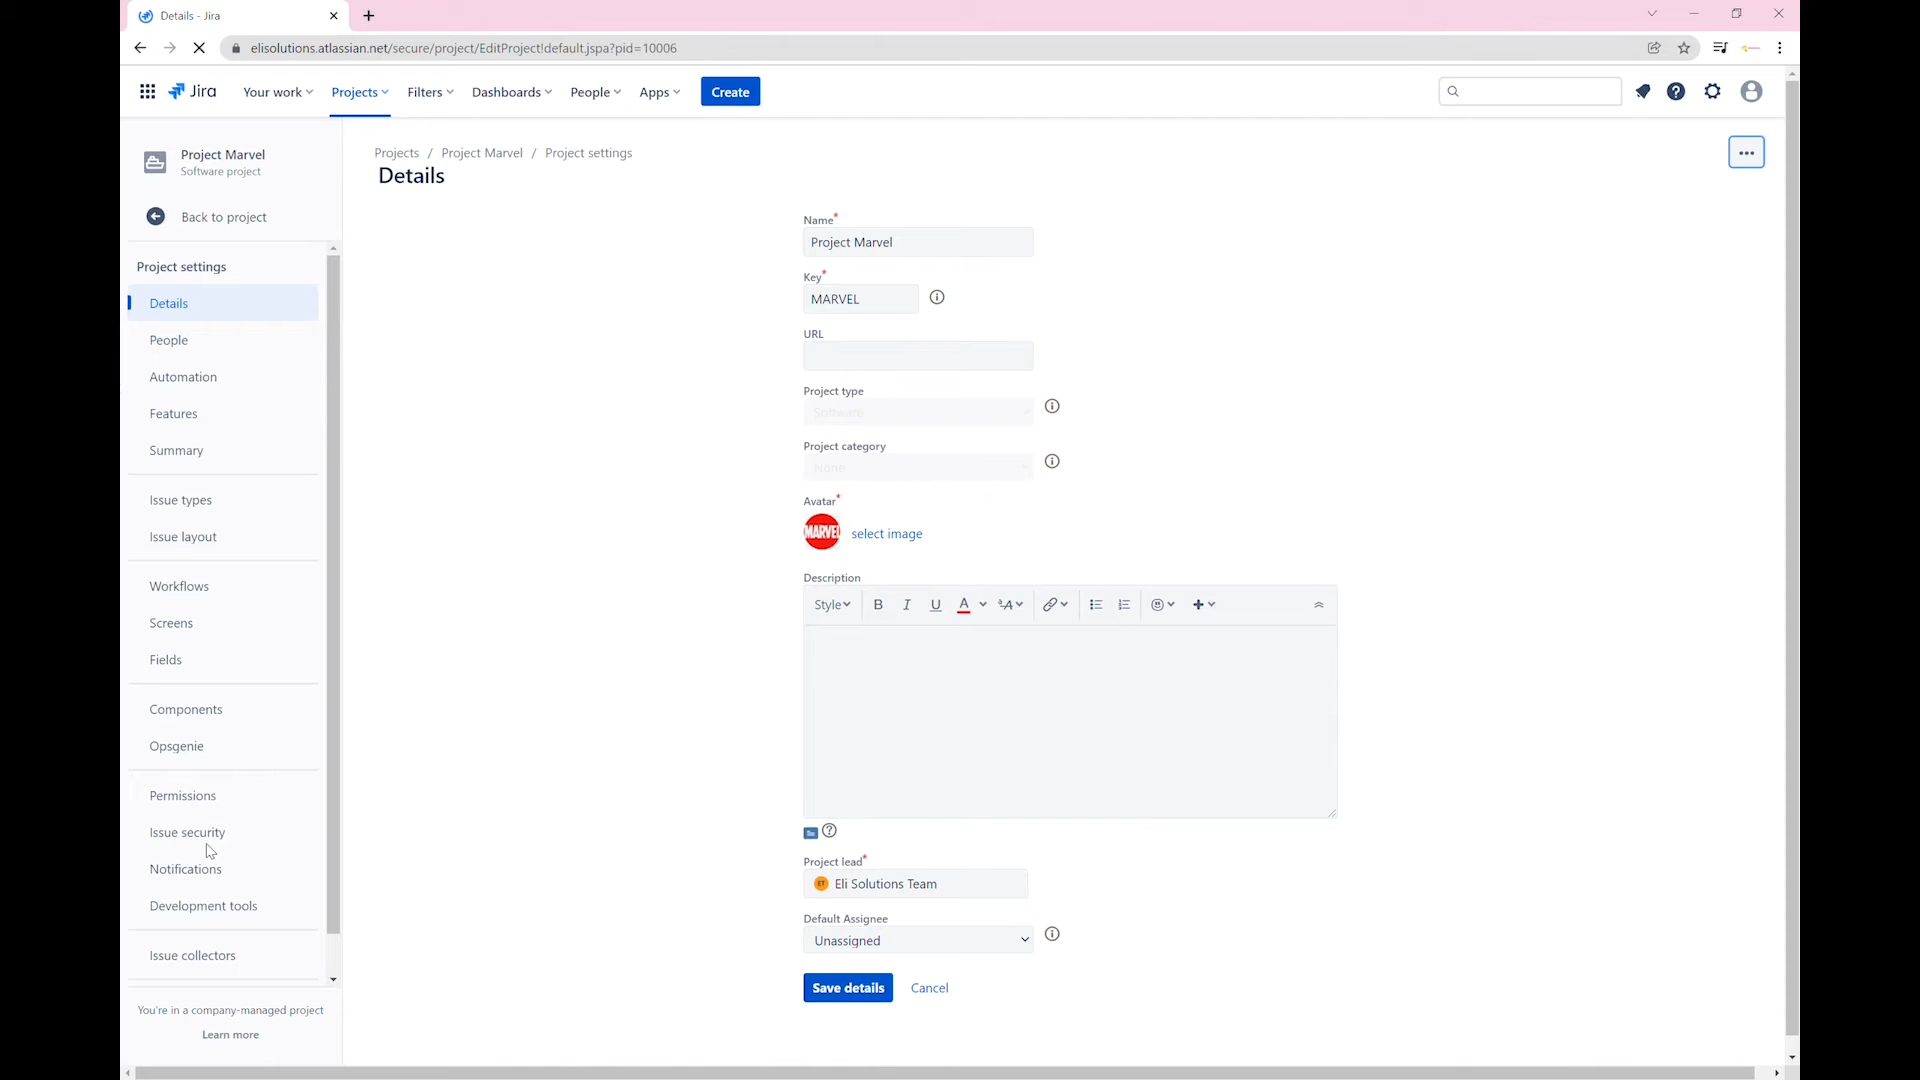 Details - Jira
elisolutions.atlassian.net/secure/project/EditProject!default.jspa?pid=10006
Jira
Your work
Projects
Filters
Dashboards
People
Apps
Create
Project Marvel
Software project
Back to project
Project settings
Details
People
Automation
Features
Summary
Issue types
Issue layout
Workflows
Screens
Fields
Components
Opsgenie
Permissions
Issue security
Notifications
Development tools
Issue collectors
You're in a company-managed project
Learn more
Projects / Project Marvel / Project settings
Details
Name*
Project Marvel
Key*
MARVEL
URL
Project type
Software
Project category
None
Avatar*
MARVEL
select image
Description
Style
B I U A
Project lead*
ET Eli Solutions Team
Default Assignee
Unassigned
Save details
Cancel